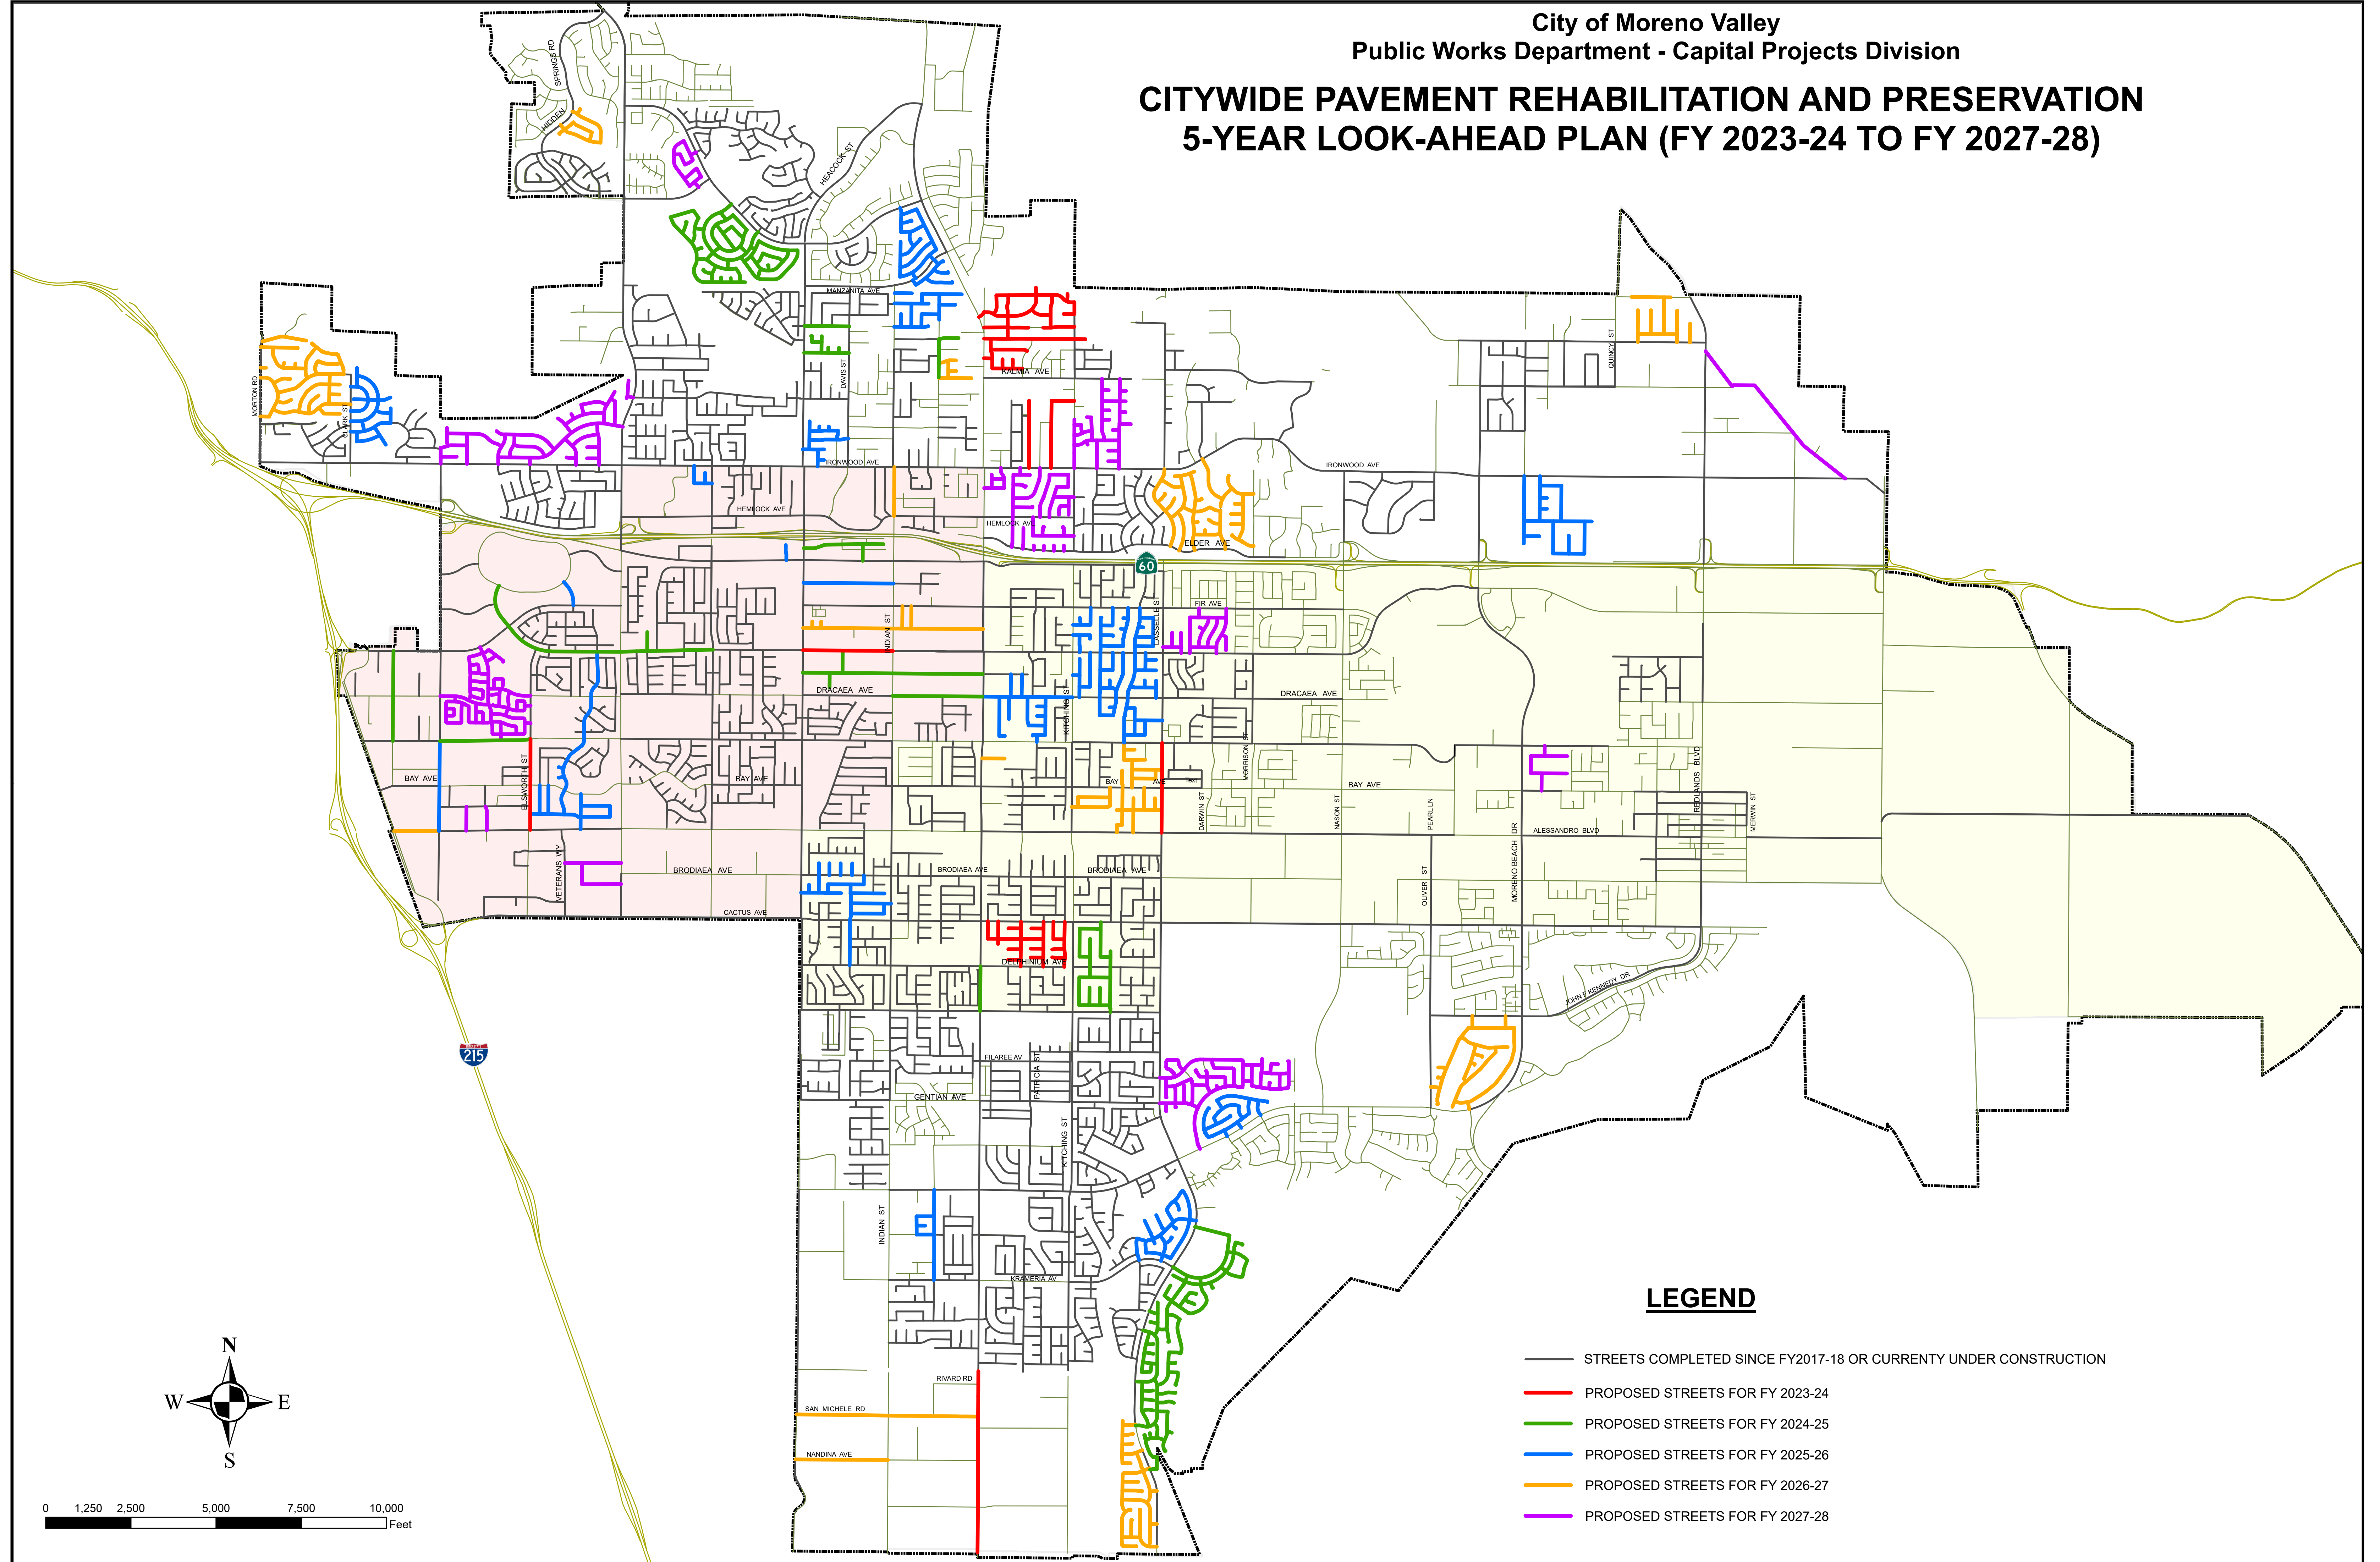 City of Moreno Valley
Public Works Department - Capital Projects Division
CITYWIDE PAVEMENT REHABILITATION AND PRESERVATION
5-YEAR LOOK-AHEAD PLAN (FY 2023-24 TO FY 2027-28)
HIDDEN SPRINGS RD
HEACOCK ST
MANZANITA AVE
DAVIS ST
KALMIA AVE
QUINCY ST
MORTON RD
CLARK ST
IRONWOOD AVE
IRONWOOD AVE
HEMLOCK AVE
HEMLOCK AVE
ELDER AVE
60
FIR AVE
LASSELLE ST
INDIAN ST
DRACAEA AVE
KITCHING ST
DRACAEA AVE
MORRISON ST
BAY AVE
ELSWORTH ST
BAY AVE
BAY AVE
Text
BAY AVE
REDLANDS BLVD
DARWIN ST
NASON ST
PEARL LN
MERWIN ST
ALESSANDRO BLVD
VETERANS WY
BRODIAEA AVE
BRODIAEA AVE
BRODIAEA AVE
OLIVER ST
MORENO BEACH DR
CACTUS AVE
DELPHINIUM AVE
JOHN F KENNEDY DR
215
FILAREE AV
PATRICIA ST
GENTIAN AVE
KITCHING ST
INDIAN ST
KRAMERIA AV
RIVARD RD
SAN MICHELE RD
NANDINA AVE
LEGEND
STREETS COMPLETED SINCE FY2017-18 OR CURRENTY UNDER CONSTRUCTION
PROPOSED STREETS FOR FY 2023-24
PROPOSED STREETS FOR FY 2024-25
PROPOSED STREETS FOR FY 2025-26
PROPOSED STREETS FOR FY 2026-27
PROPOSED STREETS FOR FY 2027-28
N
W E
S
0 1,250 2,500 5,000 7,500 10,000
Feet